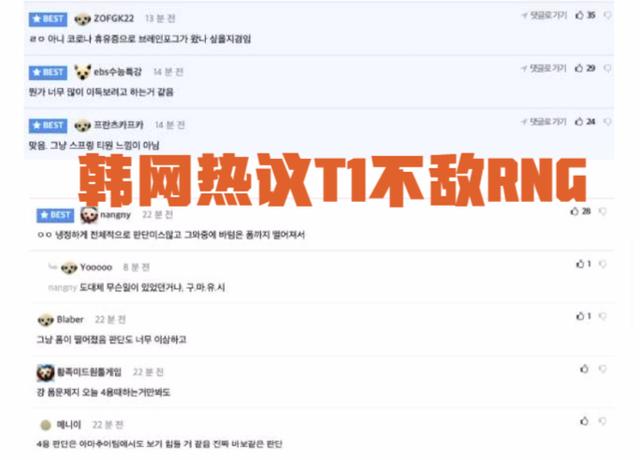 ★ BEST ZOFGK22 13 분 전 댓글로 가기 35
ㄹㅇ 아니 코로나 휴유증으로 브레인포그가 왔나 싶을지경임
★ BEST ebs수능특강 14 분 전 댓글로 가기 29
뭔가 너무 많이 이득보려고 하는거 같음
★ BEST 프란츠카프카 14 분 전 댓글로 가기 24
맞음. 그냥 스프링 티원 느낌이 아님
韩网热议T1不敌RNG
★ BEST nangny 22 분 전 28
ㅇㅇ 냉정하게 전체적으로 판단미스많고 그와중에 바텀은 폼까지 떨어져서
Yooooo 8 분 전 1
nangny 도대체 무슨일이 있었던거냐, 구.마.유.시
Blaber 22 분 전 1
그냥 폼이 떨어졌음 판단도 너무 이상하고
황족미드원툴게임 22 분 전
걍 폼문제지 오늘 4용때하는거만봐도
메니이 22 분 전
4용 판단은 아마추어팀에서도 보기 힘들 거 같음 진짜 바보같은 판단